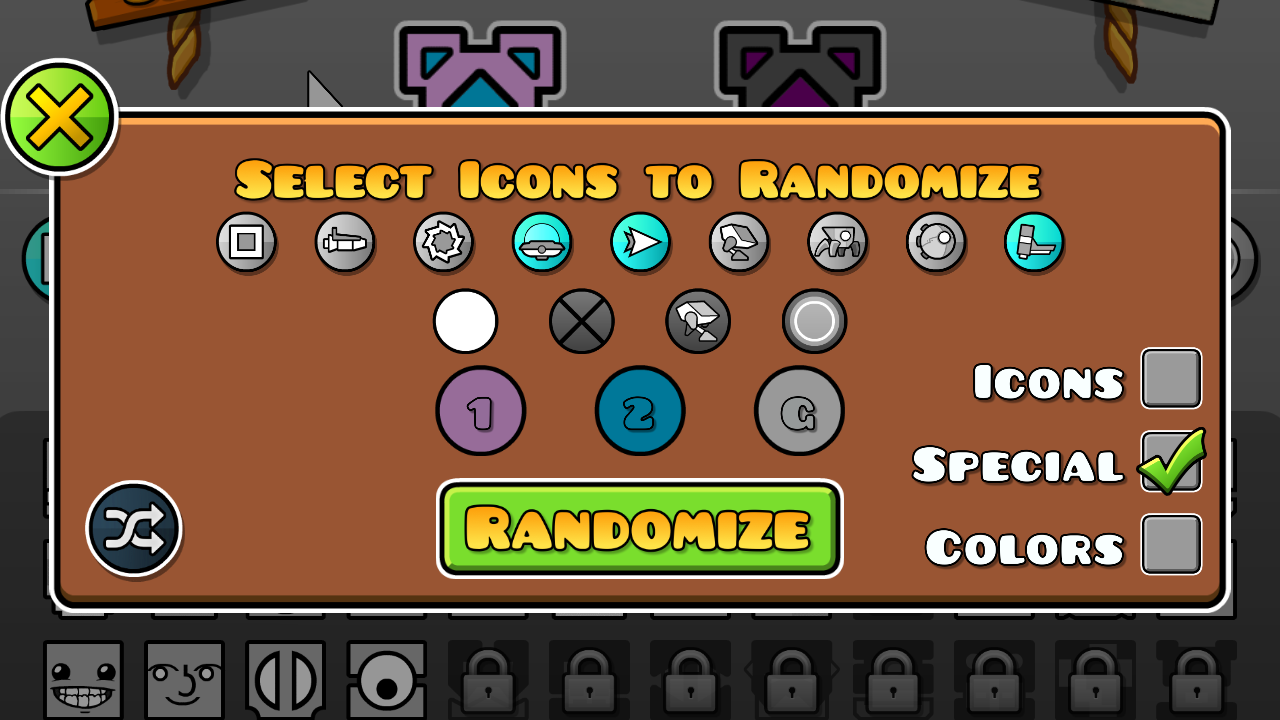 Select Icons to Randomize
1 2 G
Icons
Special
Colors
Randomize